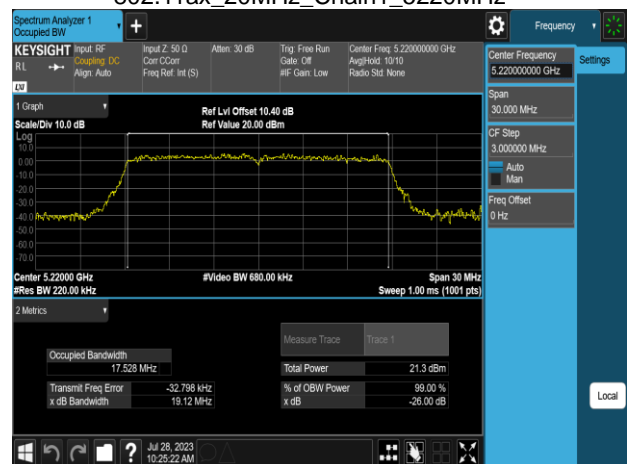 802.11ax_20MHz_Chain1_5220MHz
Spectrum Analyzer 1
Occupied BW
+
Frequency
KEYSIGHT
RL
Input: RF
Coupling: DC
Align: Auto
Input Z: 50 Ω
Corr CCorr
Freq Ref: Int (S)
Atten: 30 dB
Trig: Free Run
Gate: Off
#IF Gain: Low
Center Freq: 5.220000000 GHz
Avg|Hold: 10/10
Radio Std: None
LXI
Center Frequency
5.220000000 GHz
Settings
Span
30.000 MHz
CF Step
3.000000 MHz
Auto
Man
Freq Offset
0 Hz
1 Graph
Scale/Div 10.0 dB
Ref Lvl Offset 10.40 dB
Ref Value 20.00 dBm
Log
10.0
0.00
-10.0
-20.0
-30.0
-40.0
-50.0
-60.0
-70.0
Center 5.22000 GHz
#Res BW 220.00 kHz
#Video BW 680.00 kHz
Span 30 MHz
Sweep 1.00 ms (1001 pts)
2 Metrics
Measure Trace
Trace 1
Occupied Bandwidth
17.528 MHz
Total Power
21.3 dBm
Transmit Freq Error
-32.798 kHz
% of OBW Power
99.00 %
x dB Bandwidth
19.12 MHz
x dB
-26.00 dB
Local
?
Jul 28, 2023
10:25:22 AM